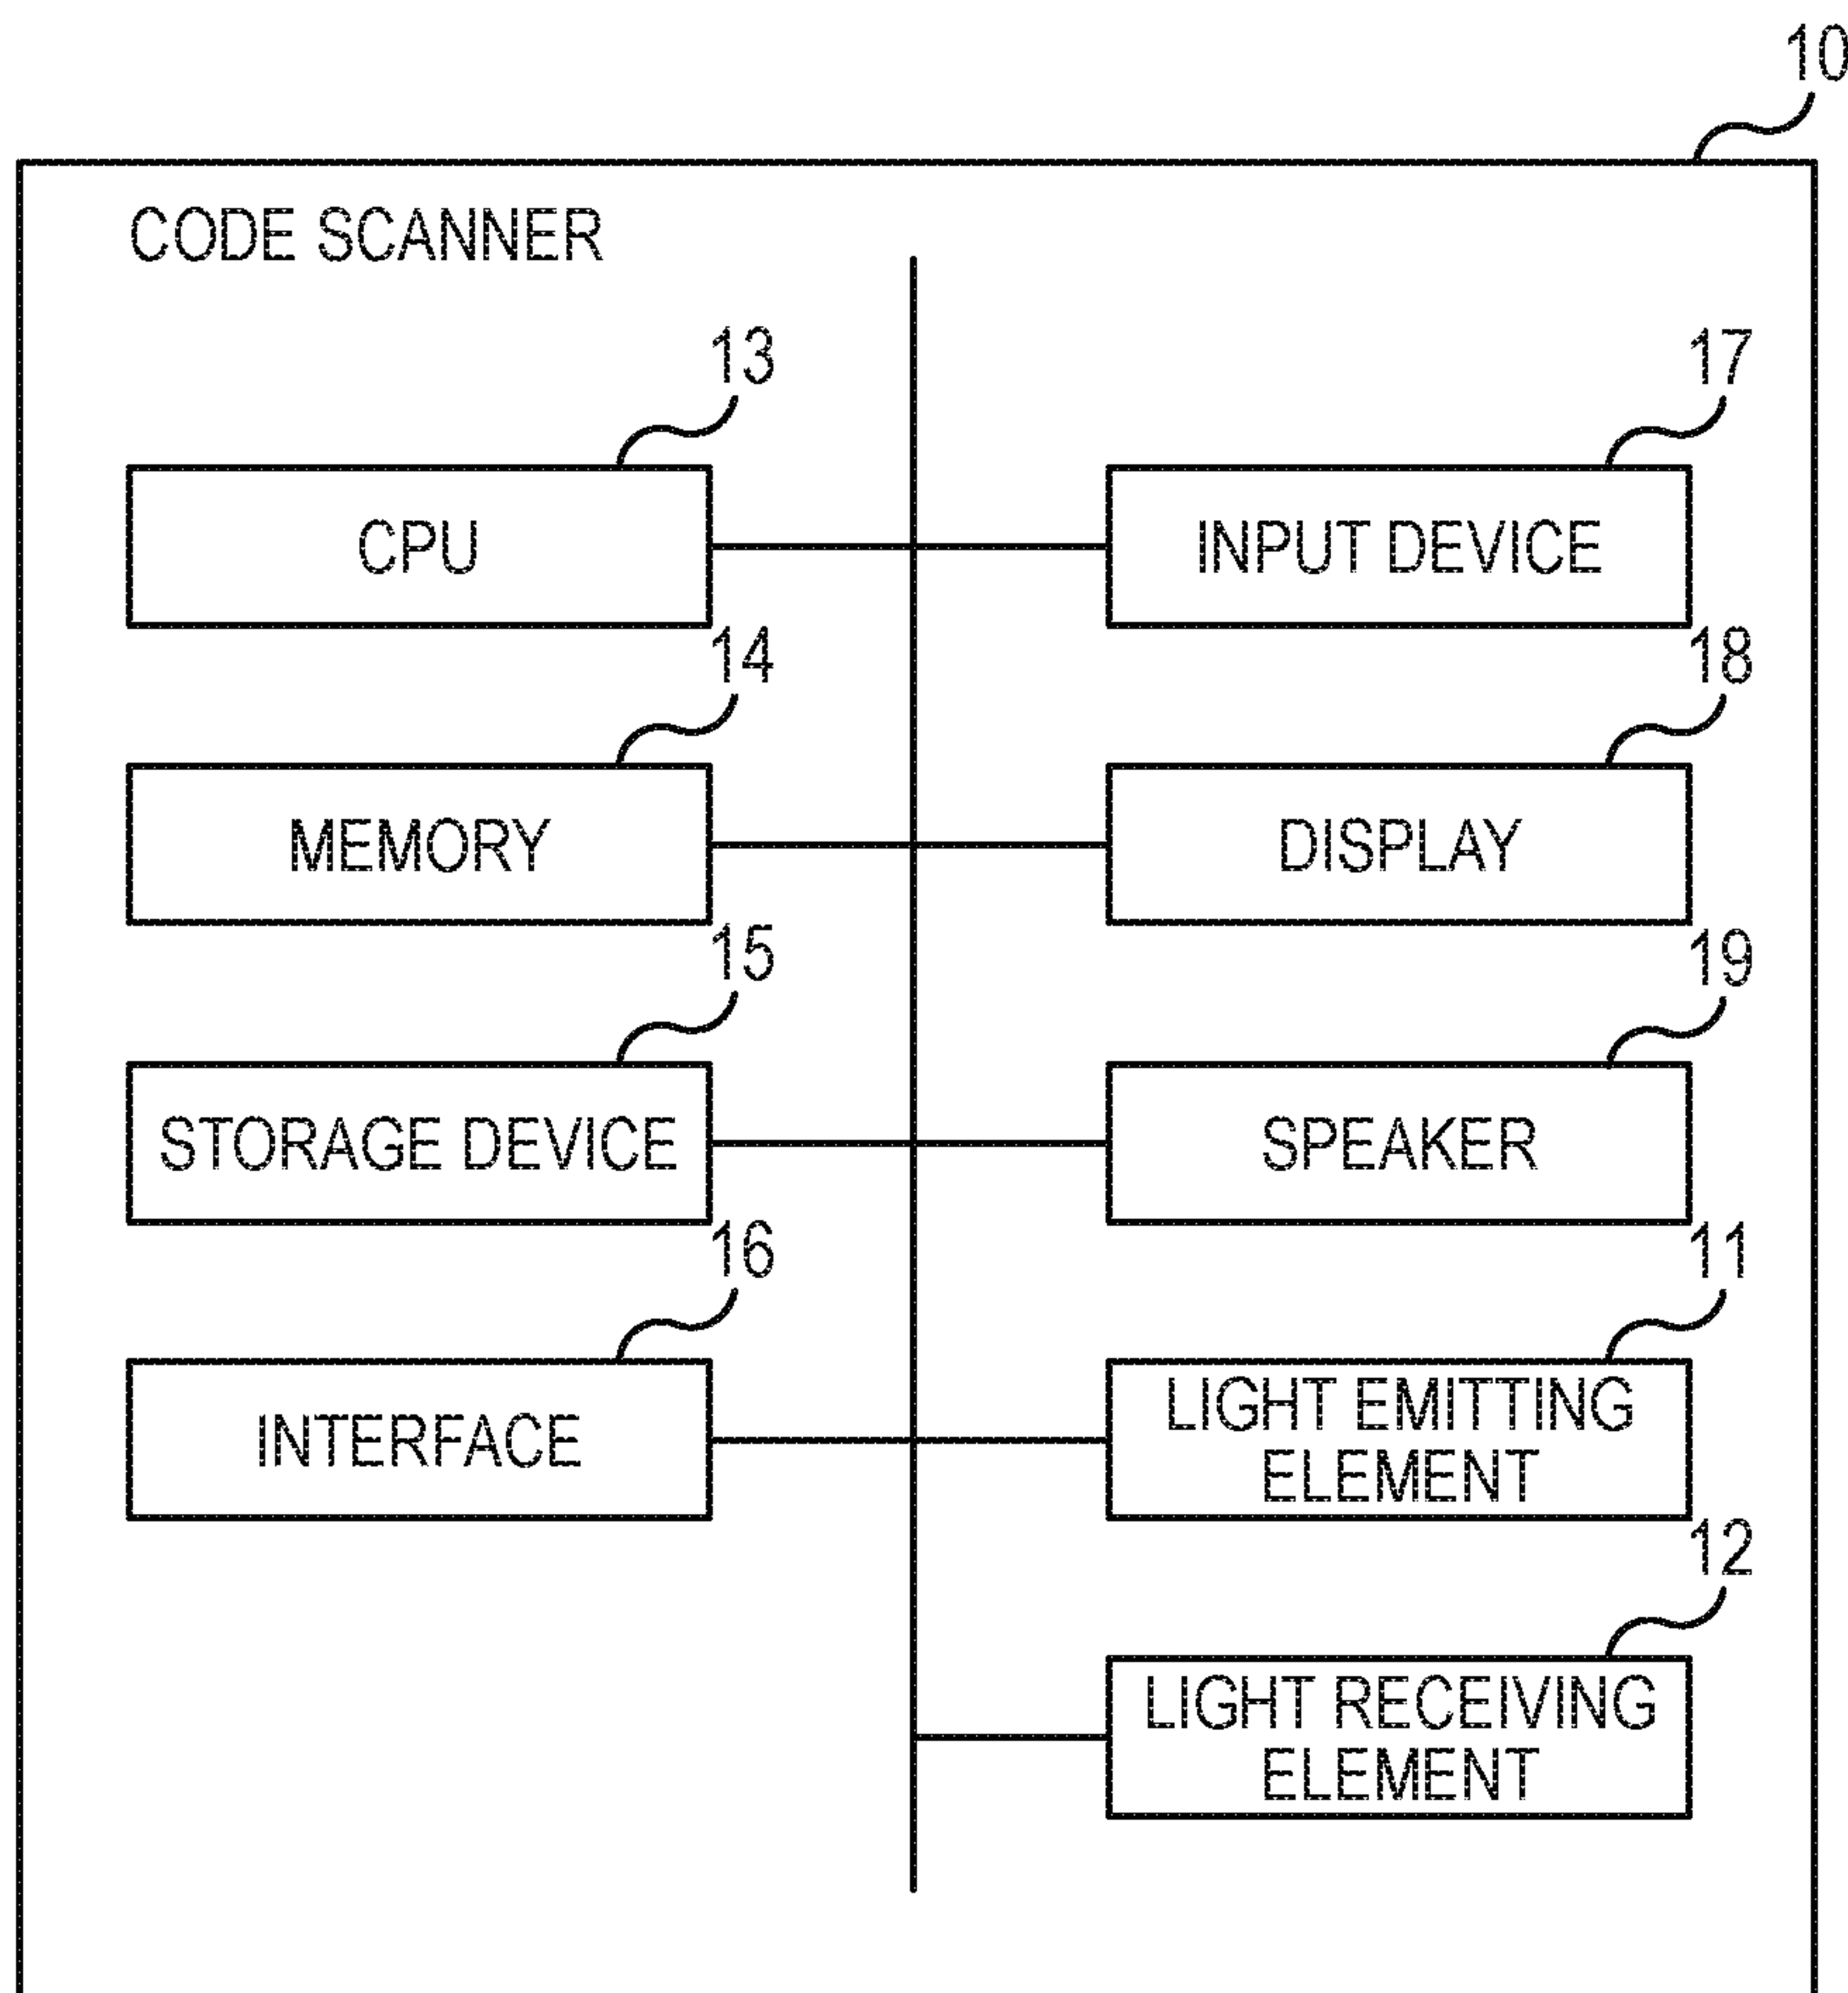 10
CODE SCANNER
13
17
CPU
INPUT DEVICE
14
18
MEMORY
DISPLAY
15
19
STORAGE DEVICE
SPEAKER
16
11
INTERFACE
LIGHT EMITTING
ELEMENT
12
LIGHT RECEIVING
ELEMENT